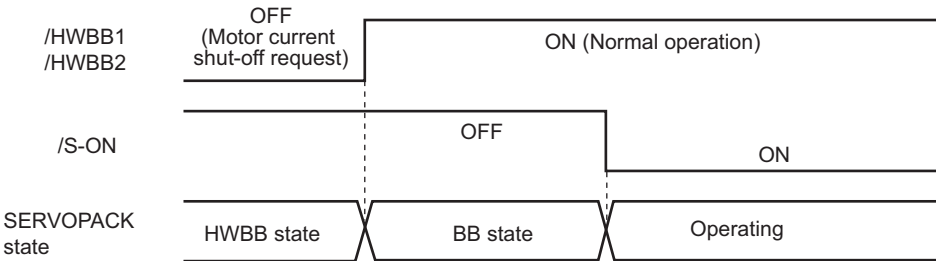 /HWBB1
/HWBB2
OFF
(Motor current
shut-off request)
ON (Normal operation)
/S-ON
OFF
ON
SERVOPACK
state
HWBB state
BB state
Operating